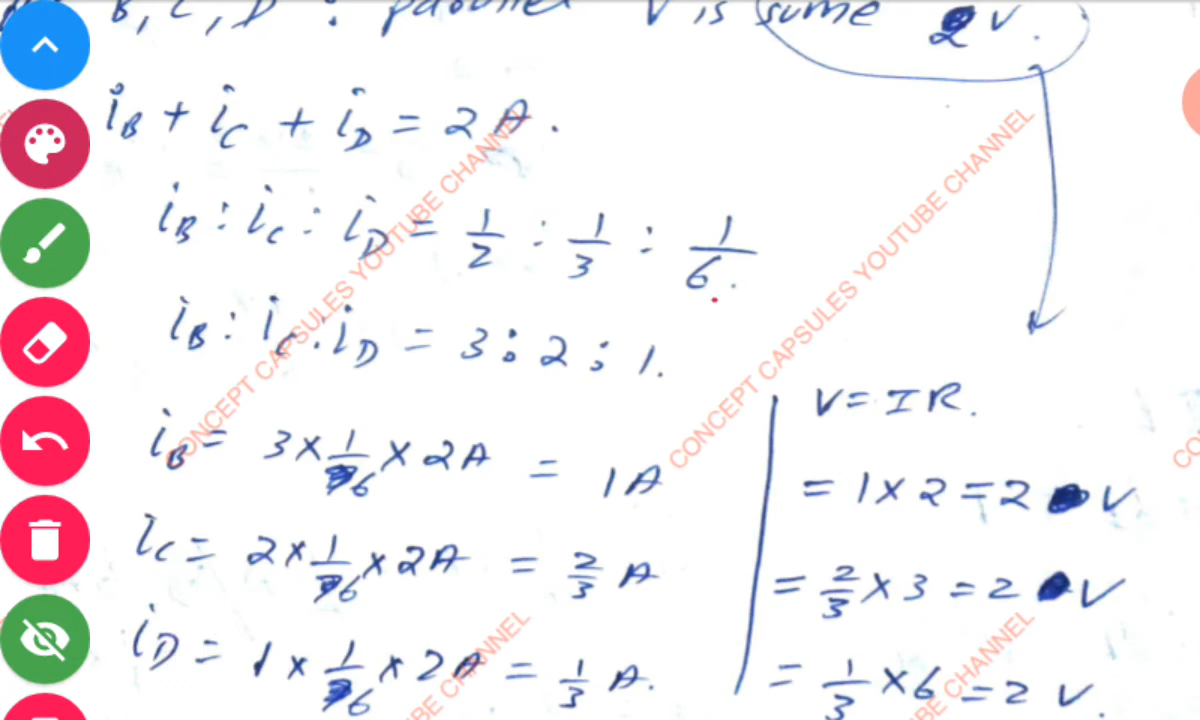 B, C, D : parallel V is same 2 V.
iB + iC + iD = 2 A.
iB : iC : iD = 1/2 : 1/3 : 1/6.
iB : iC : iD = 3 : 2 : 1.
iB = 3 × 1/6 × 2A = 1 A
iC = 2 × 1/6 × 2A = 2/3 A
iD = 1 × 1/6 × 2A = 1/3 A.
V = IR.
= 1 × 2 = 2 V
= 2/3 × 3 = 2 V
= 1/3 × 6 = 2 V.
CONCEPT CAPSULES YOUTUBE CHANNEL
CONCEPT CAPSULES YOUTUBE CHANNEL